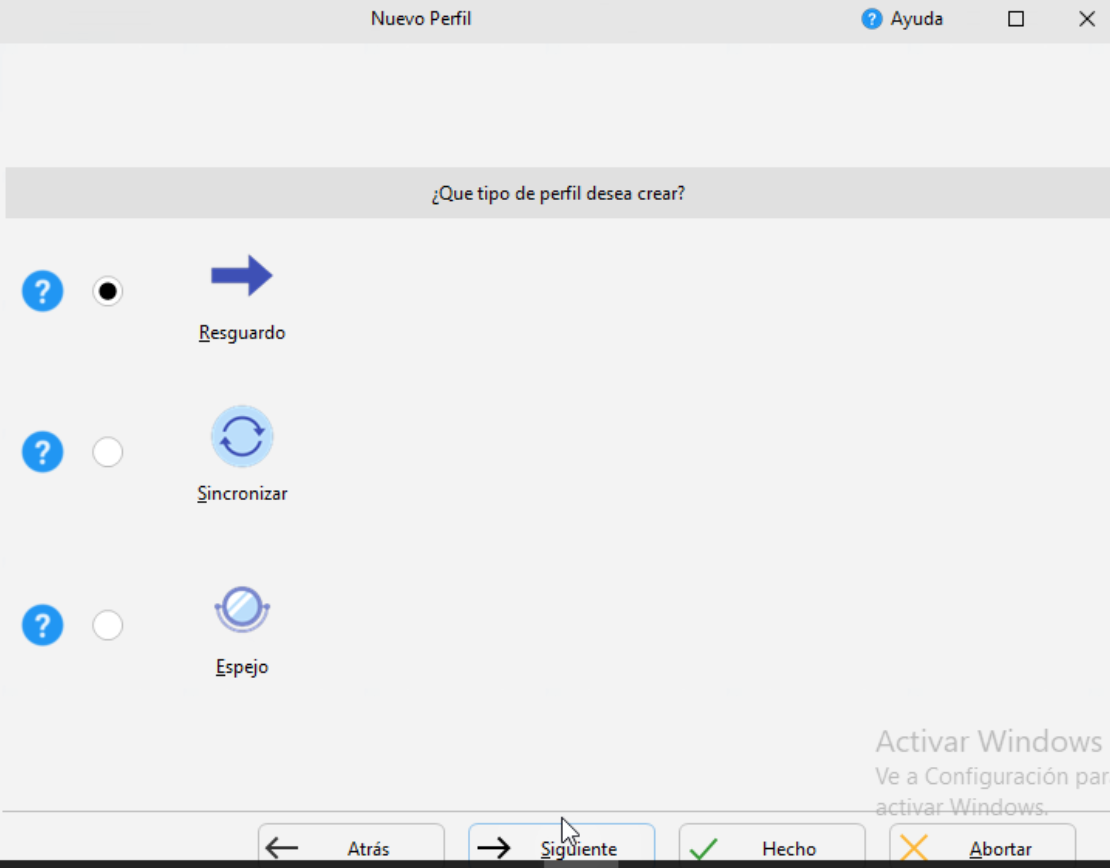 Nuevo Perfil
Ayuda
¿Que tipo de perfil desea crear?
Resguardo
Sincronizar
Espejo
Activar Windows
Ve a Configuración par
activar Windows.
Atrás
Siguiente
Hecho
Abortar